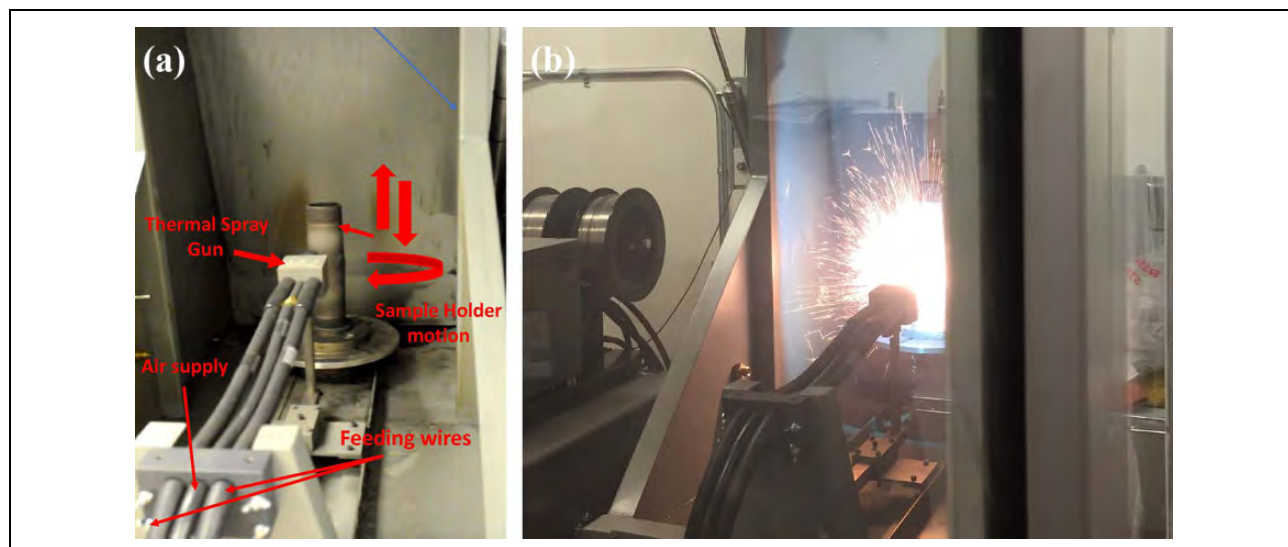 (a)
Thermal Spray
Gun
Sample Holder
motion
Air supply
Feeding wires
(b)